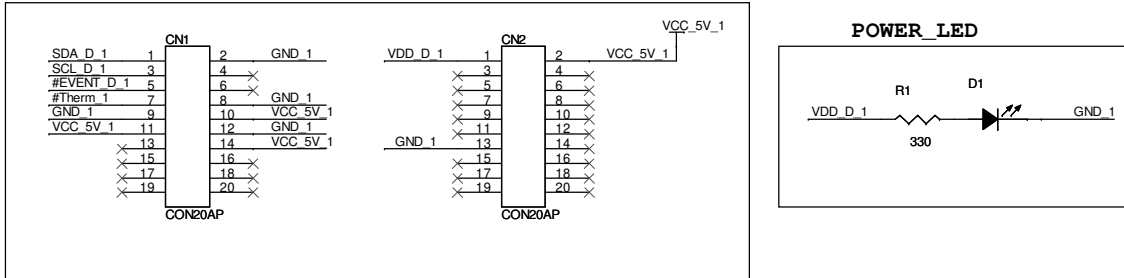 VCC_5V_1
POWER_LED
CN1
CN2
SDA_D_1 1 2 GND_1
VDD_D_1 1 2 VCC_5V_1
SCL_D_1 3 4
3 4
#EVENT_D_1 5 6
5 6
#Therm_1 7 8 GND_1
7 8
GND_1 9 10 VCC_5V_1
9 10
VCC_5V_1 11 12 GND_1
11 12
13 14 VCC_5V_1
GND_1 13 14
15 16
15 16
17 18
17 18
19 20
19 20
CON20AP
CON20AP
R1 D1
VDD_D_1 GND_1
330